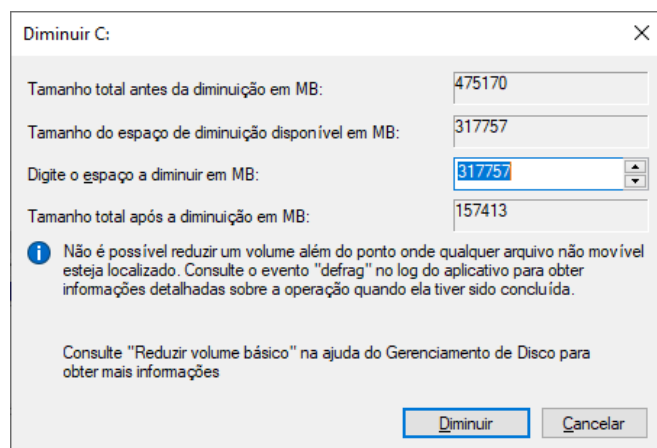 Diminuir C:
Tamanho total antes da diminuição em MB: 475170
Tamanho do espaço de diminuição disponível em MB: 317757
Digite o espaço a diminuir em MB: 317757
Tamanho total após a diminuição em MB: 157413
Não é possível reduzir um volume além do ponto onde qualquer arquivo não movível
esteja localizado. Consulte o evento "defrag" no log do aplicativo para obter
informações detalhadas sobre a operação quando ela tiver sido concluída.
Consulte "Reduzir volume básico" na ajuda do Gerenciamento de Disco para
obter mais informações
Diminuir Cancelar